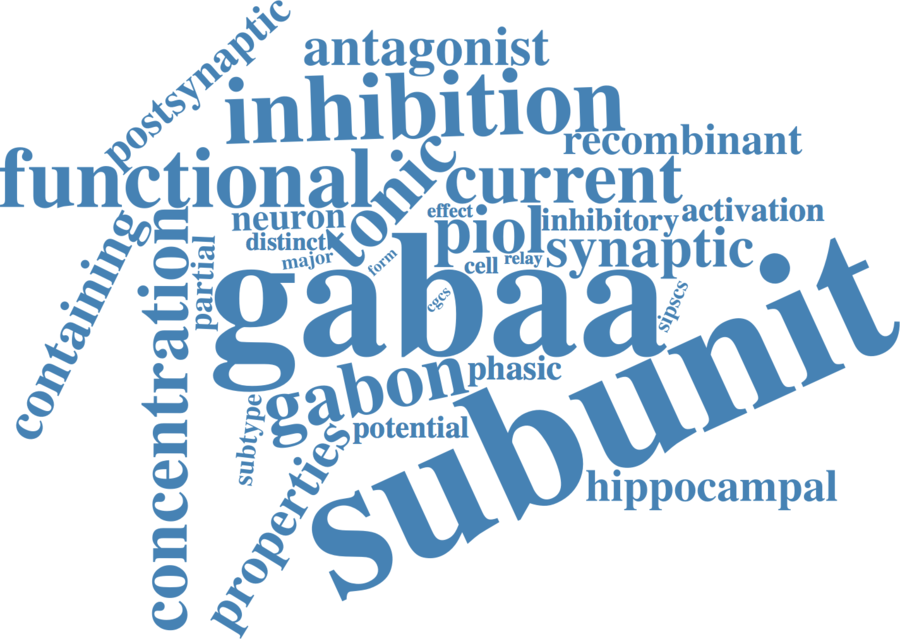 postsynaptic
antagonist
inhibition
recombinant
functional
tonic
current
neuron
effect
piol
inhibitory
activation
distinct
major
form
cell
relay
synaptic
containing
concentration
partial
gabaa
cgcs
sipscs
subunit
gabon
phasic
subtype
potential
properties
hippocampal